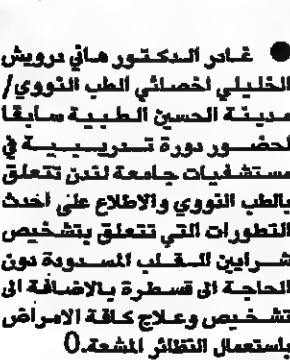 ● غادر الدكتور هاني درويش
الخليلي اخصائي الطب النووي/
مدينة الحسين الطبية سابقا
لحضور دورة تدريبية في
مستشفيات جامعة لندن تتعلق
بالطب النووي والاطلاع على أحدث
التطورات التي تتعلق بتشخيص
شرايين القلب المسدودة دون
الحاجة الى قسطرة بالاضافة الى
تشخيص وعلاج كافة الامراض
باستعمال النظائر المشعة.()